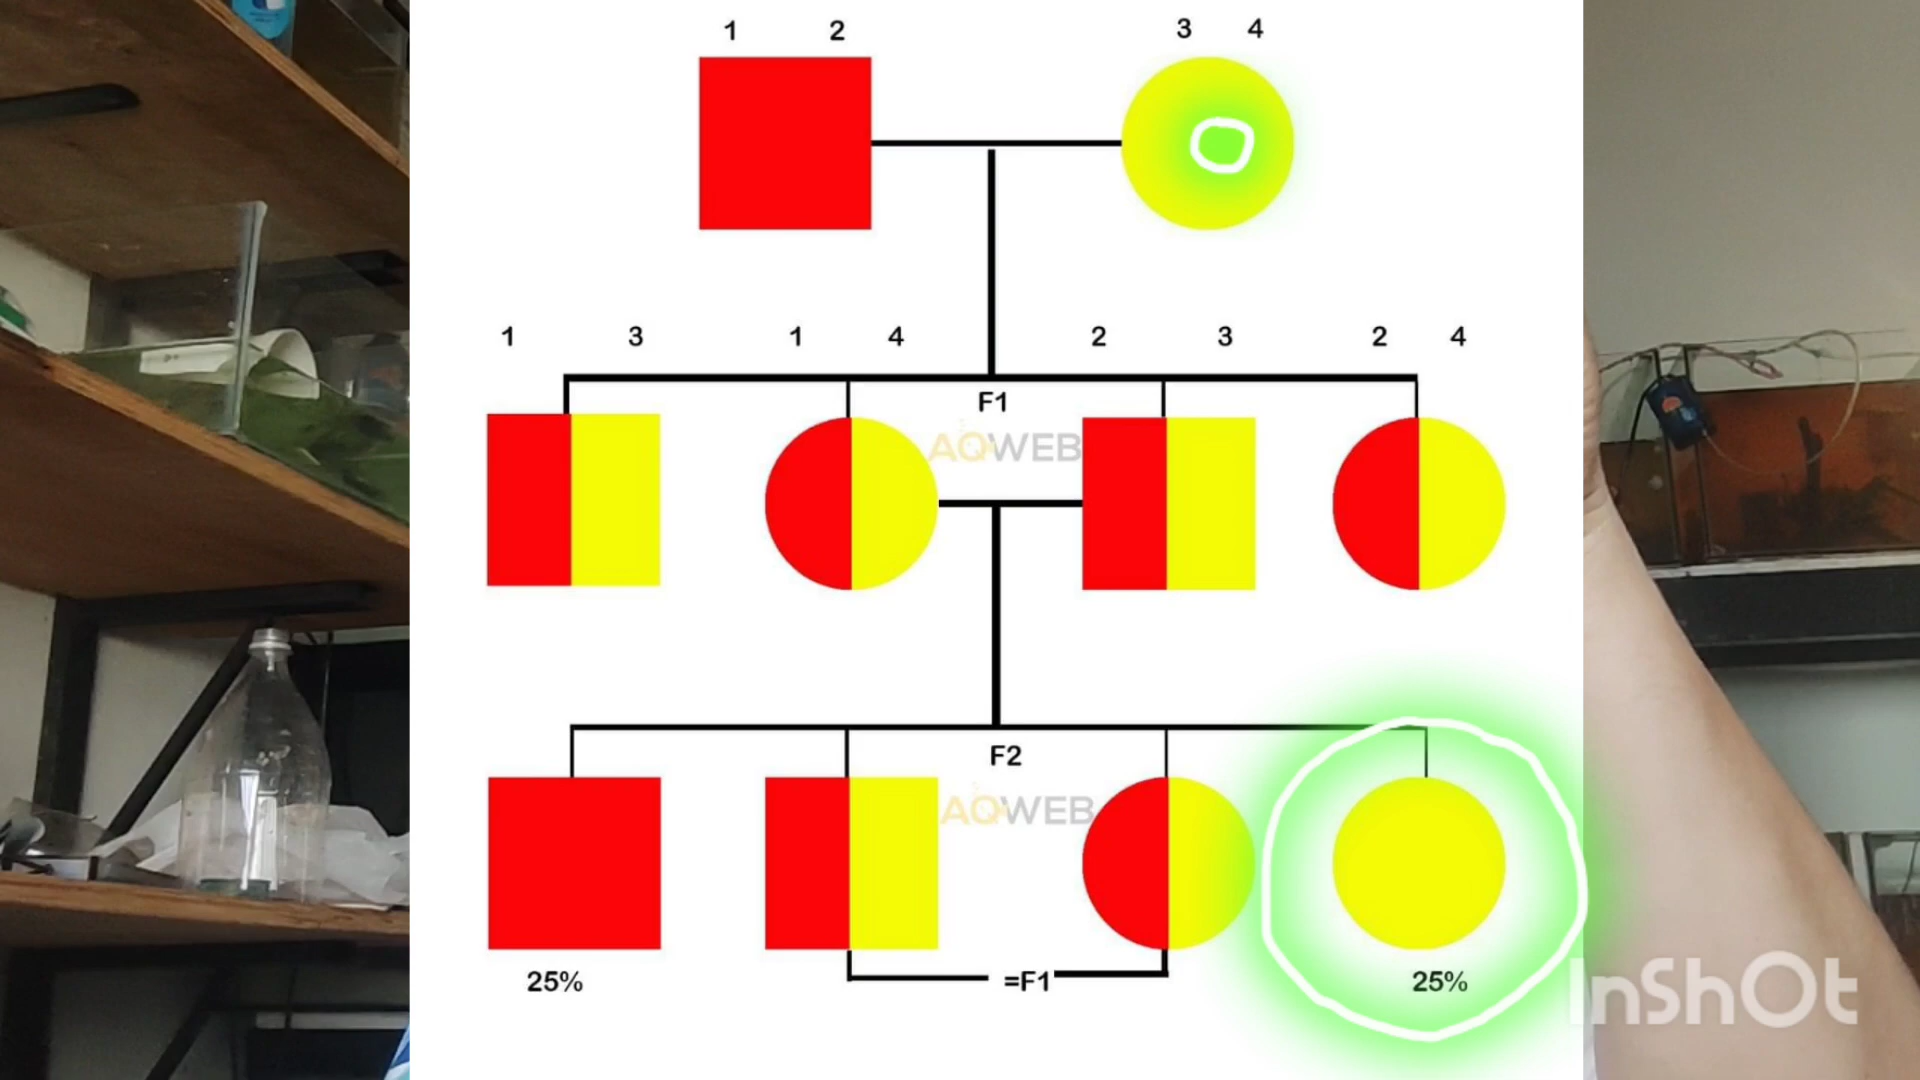 1 2 3 4
1 3 1 4 2 3 2 4
F1
AQWEB
F2
AQWEB
25% =F1 25%
InShOt